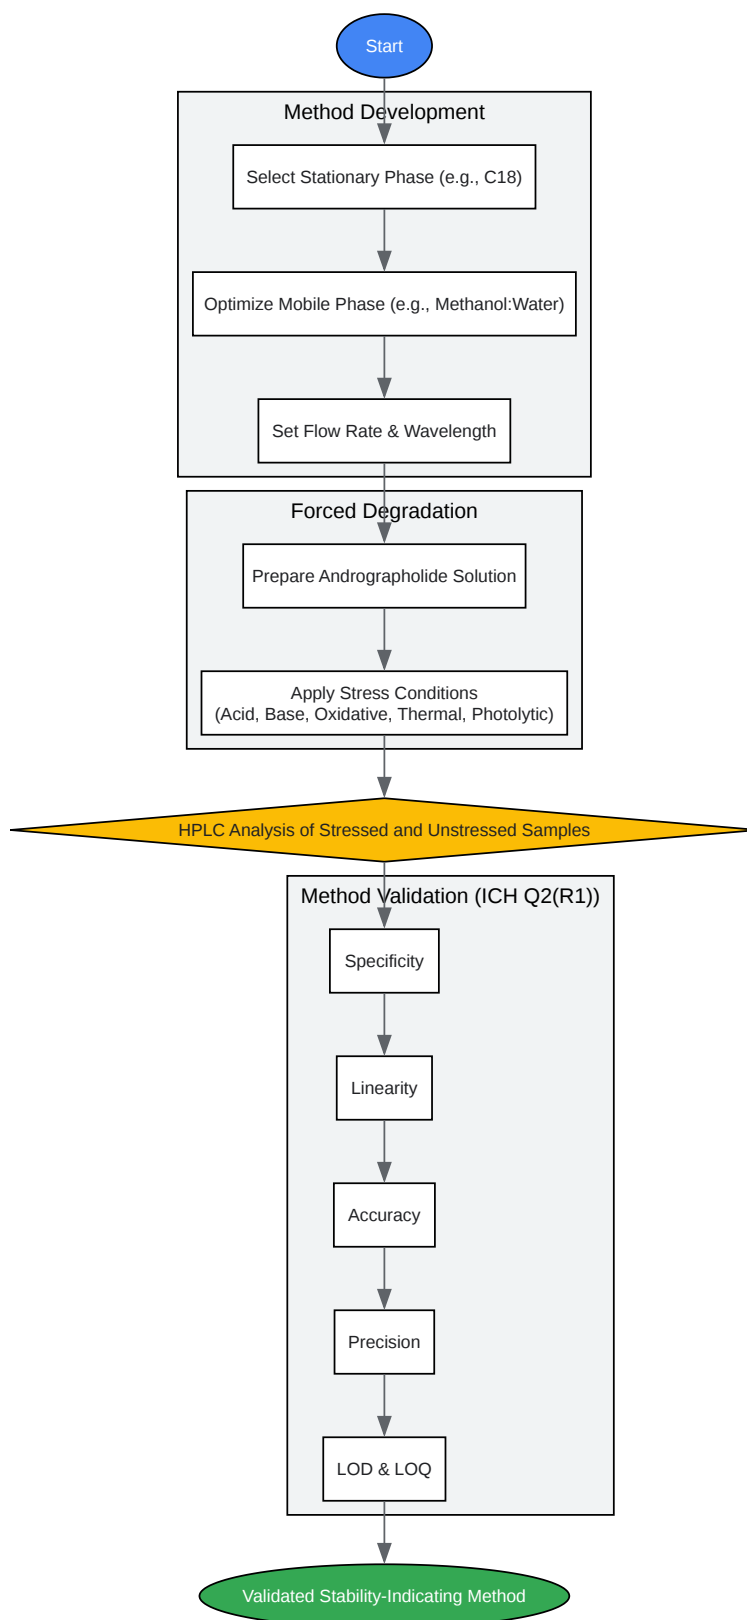 Start
Method Development
Select Stationary Phase (e.g., C18)
Optimize Mobile Phase (e.g., Methanol:Water)
Set Flow Rate & Wavelength
Forced Degradation
Prepare Andrographolide Solution
Apply Stress Conditions
(Acid, Base, Oxidative, Thermal, Photolytic)
HPLC Analysis of Stressed and Unstressed Samples
Method Validation (ICH Q2(R1))
Specificity
Linearity
Accuracy
Precision
LOD & LOQ
Validated Stability-Indicating Method